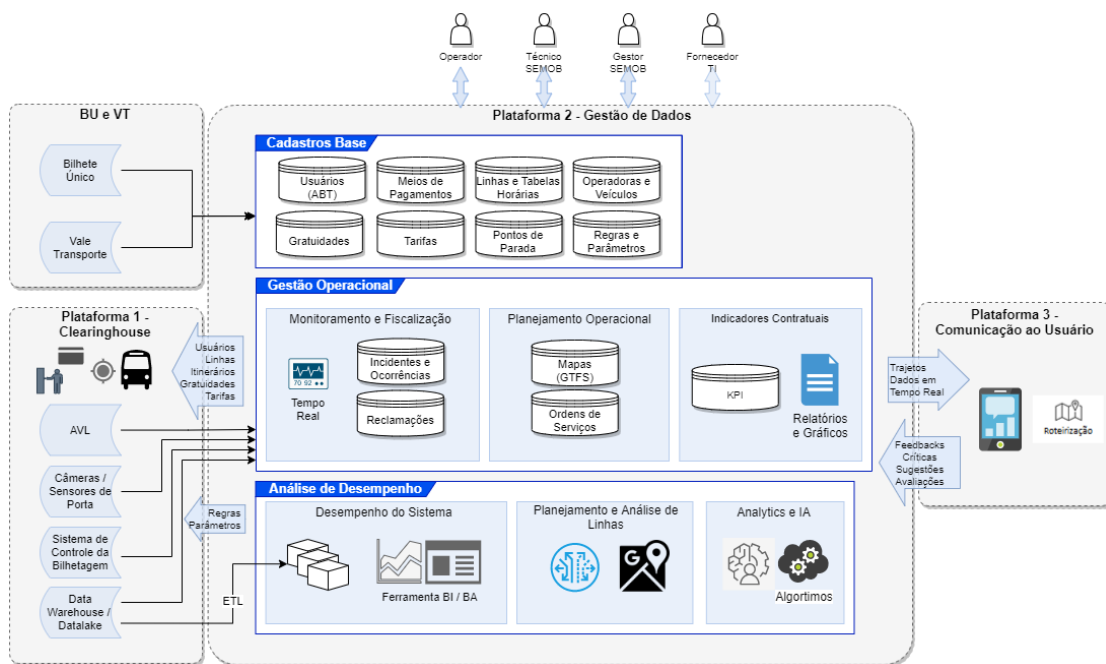 Operador
Técnico
SEMOB
Gestor
SEMOB
Fornecedor
TI
BU e VT
Bilhete
Único
Vale
Transporte
Plataforma 2 - Gestão de Dados
Cadastros Base
Usuários
(ABT)
Meios de
Pagamentos
Linhas e Tabelas
Horárias
Operadoras e
Veículos
Gratuidades
Tarifas
Pontos de
Parada
Regras e
Parâmetros
Gestão Operacional
Monitoramento e Fiscalização
70 92
Tempo
Real
Incidentes e
Ocorrências
Reclamações
Planejamento Operacional
Mapas
(GTFS)
Ordens de
Serviços
Indicadores Contratuais
KPI
Relatórios
e Gráficos
Plataforma 1 -
Clearinghouse
Usuários
Linhas
Itinerários
Gratuidades
Tarifas
AVL
Câmeras /
Sensores de
Porta
Sistema de
Controle da
Bilhetagem
Data
Warehouse /
Datalake
Regras
Parâmetros
ETL
Análise de Desempenho
Desempenho do Sistema
Ferramenta BI / BA
Planejamento e Análise de
Linhas
G
Analytics e IA
Algortimos
Trajetos
Dados em
Tempo Real
Feedbacks
Críticas
Sugestões
Avaliações
Plataforma 3 -
Comunicação ao Usuário
Roteirização